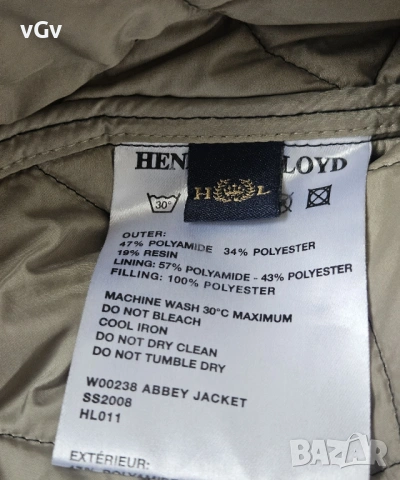 vGv
HEN LOYD
30°
H L
OUTER:
47% POLYAMIDE 34% POLYESTER
19% RESIN
LINING: 57% POLYAMIDE - 43% POLYESTER
FILLING: 100% POLYESTER
MACHINE WASH 30°C MAXIMUM
DO NOT BLEACH
COOL IRON
DO NOT DRY CLEAN
DO NOT TUMBLE DRY
W00238 ABBEY JACKET
SS2008
HL011
EXTÉRIEUR:
BAZAR